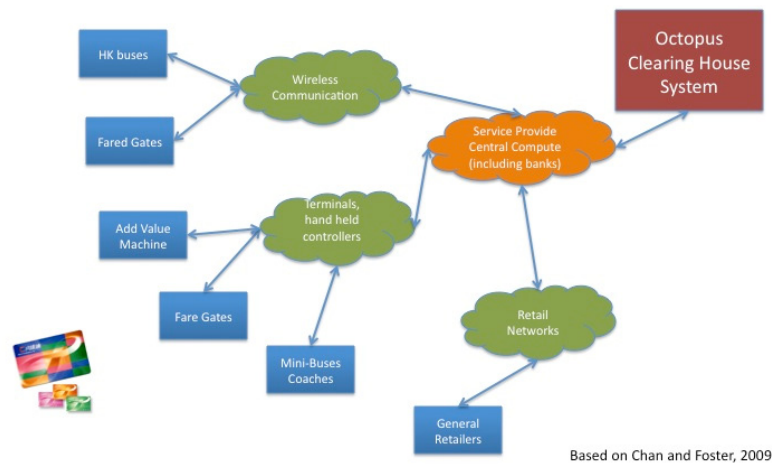 HK buses
Wireless
Communication
Octopus
Clearing House
System
Fared Gates
Service Provide
Central Compute
(including banks)
Terminals,
hand held
controllers
Add Value
Machine
Fare Gates
Retail
Networks
Mini-Buses
Coaches
General
Retailers
Based on Chan and Foster, 2009